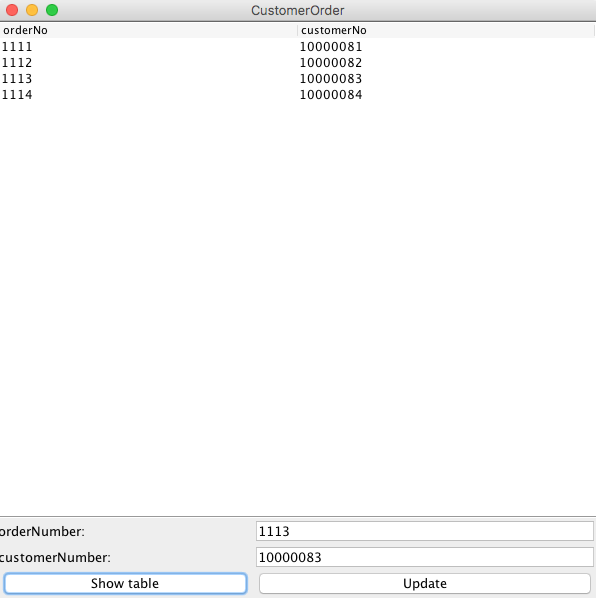 CustomerOrder
orderNo customerNo
1111 10000081
1112 10000082
1113 10000083
1114 10000084
orderNumber: 1113
customerNumber: 10000083
Show table Update